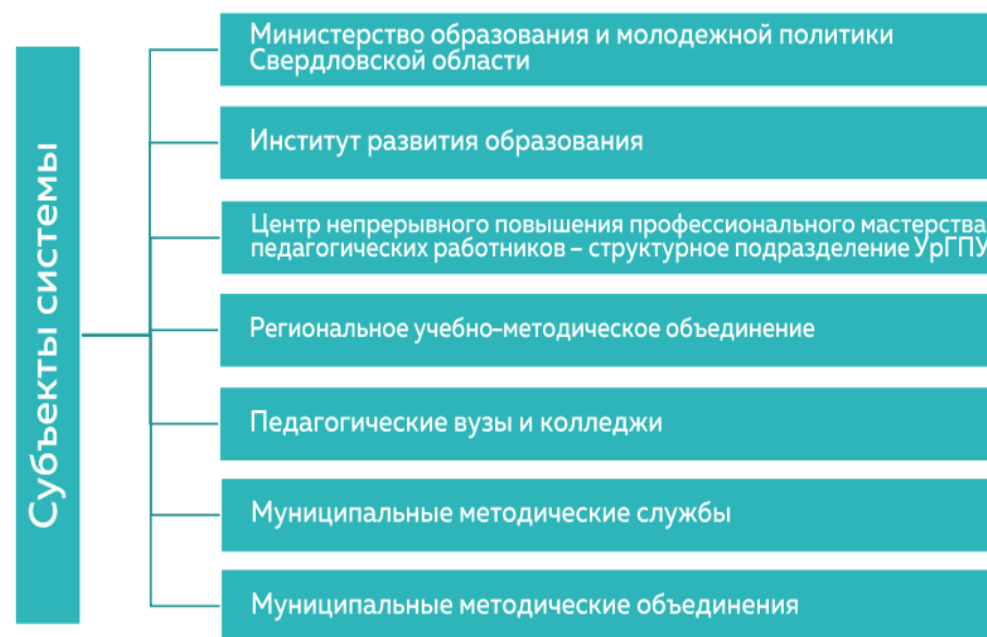 Субъекты системы
Министерство образования и молодежной политики
Свердловской области
Институт развития образования
Центр непрерывного повышения профессионального мастерства
педагогических работников – структурное подразделение УрГПУ
Региональное учебно-методическое объединение
Педагогические вузы и колледжи
Муниципальные методические службы
Муниципальные методические объединения